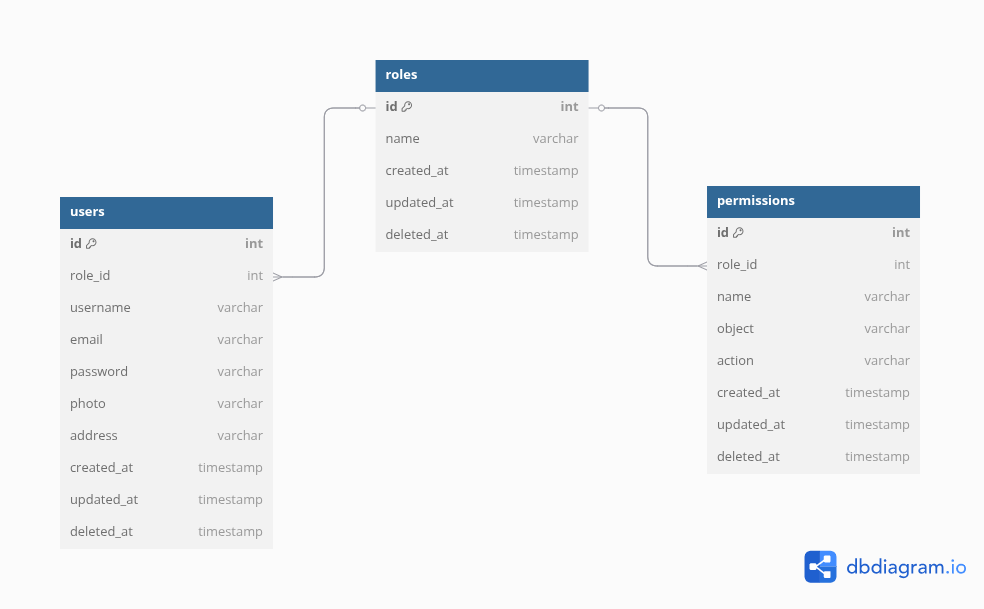 roles
id int
name varchar
created_at timestamp
updated_at timestamp
deleted_at timestamp
users
id int
role_id int
username varchar
email varchar
password varchar
photo varchar
address varchar
created_at timestamp
updated_at timestamp
deleted_at timestamp
permissions
id int
role_id int
name varchar
object varchar
action varchar
created_at timestamp
updated_at timestamp
deleted_at timestamp
dbdiagram.io